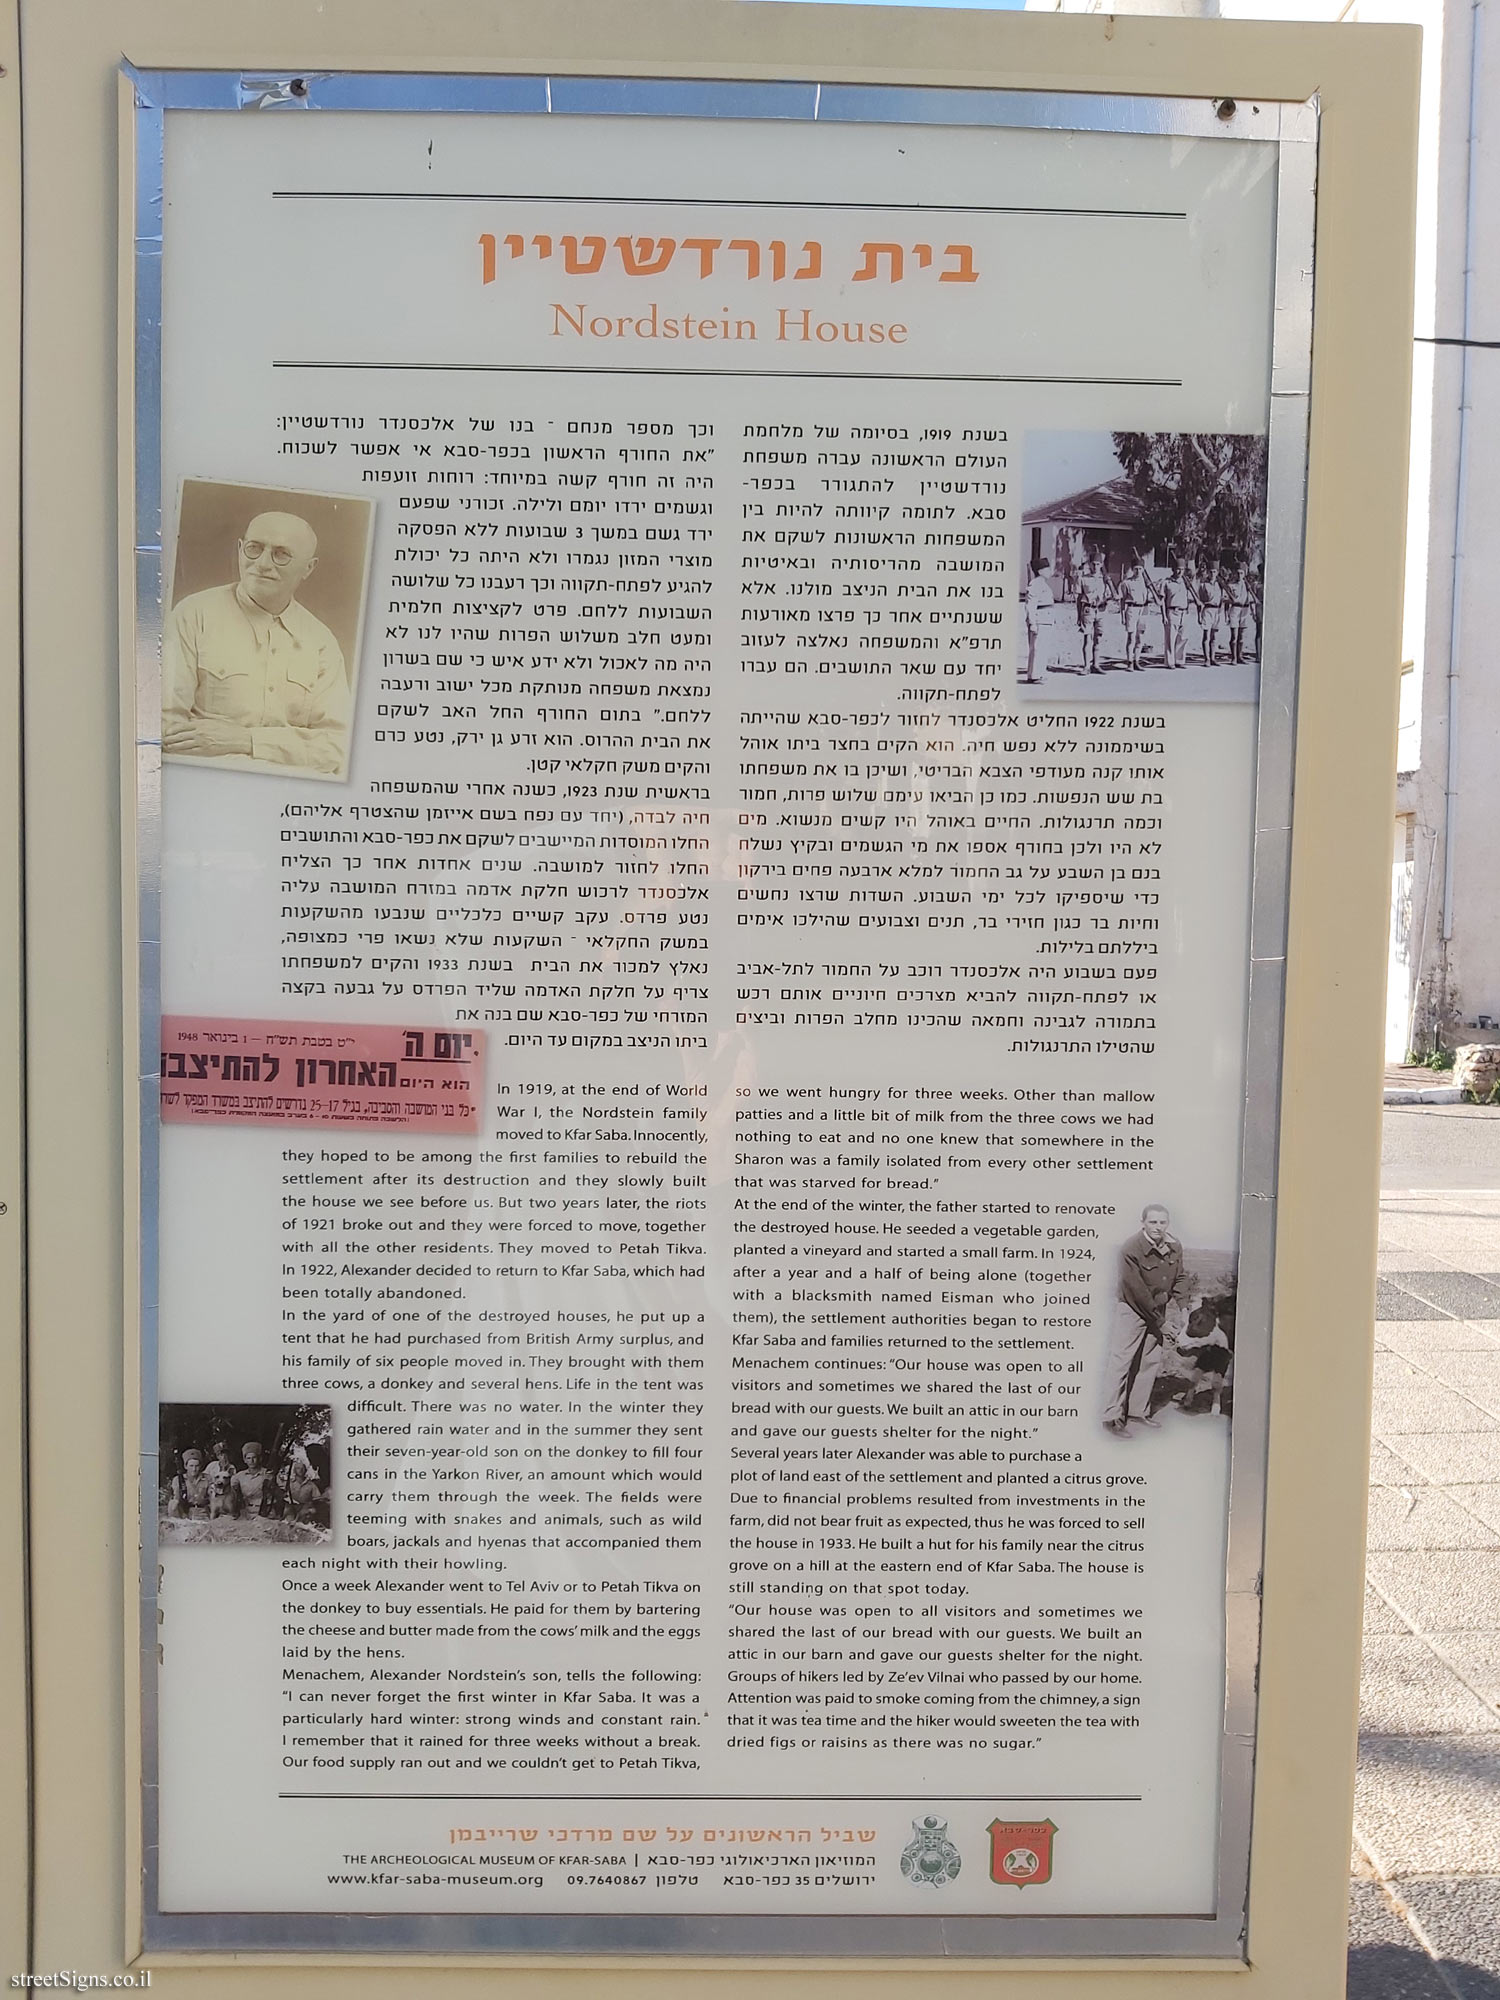 בית נורדשטיין
Nordstein House
בשנת 1919, בסיומה של מלחמת
העולם הראשונה עברה משפחת
נורדשטיין להתגורר בכפר-
סבא. לתומה קיוותה להיות בין
המשפחות הראשונות לשקם את
המושבה מהריסותיה ובאיטיות
בנו את הבית הניצב מולנו. אלא
ששנתיים אחר כך פרצו מאורעות
תרפ"א והמשפחה נאלצה לעזוב
יחד עם שאר התושבים. הם עברו
לפתח-תקווה.
בשנת 1922 החליט אלכסנדר לחזור לכפר-סבא שהייתה
בשיממונה ללא נפש חיה. הוא הקים בחצר ביתו אוהל
אותו קנה מעודפי הצבא הבריטי, ושיכן בו את משפחתו
בת שש הנפשות. כמו כן הביאו עימם שלוש פרות, חמור
וכמה תרנגולות. החיים באוהל היו קשים מנשוא. מים
לא היו ולכן בחורף אספו את מי הגשמים ובקיץ נשלח
בנם בן השבע על גב החמור למלא ארבעה פחים בירקון
כדי שיספיקו לכל ימי השבוע. השדות שרצו נחשים
וחיות בר כגון חזירי בר, תנים וצבועים שהילכו אימים
ביללתם בלילות.
פעם בשבוע היה אלכסנדר רוכב על החמור לתל-אביב
או לפתח-תקווה להביא מצרכים חיוניים אותם רכש
בתמורה לגבינה וחמאה שהכינו מחלב הפרות וביצים
שהטילו התרנגולות.
וכך מספר מנחם - בנו של אלכסנדר נורדשטיין:
"את החורף הראשון בכפר-סבא אי אפשר לשכוח.
היה זה חורף קשה במיוחד: רוחות זועפות
וגשמים ירדו יומם ולילה. זכורני שפעם
ירד גשם במשך 3 שבועות ללא הפסקה
מוצרי המזון נגמרו ולא היתה כל יכולת
להגיע לפתח-תקווה וכך רעבנו כל שלושה
השבועות ללחם. פרט לקציצות חלמית
ומעט חלב משלוש הפרות שהיו לנו לא
היה מה לאכול ולא ידע איש כי שם בשרון
נמצאת משפחה מנותקת מכל ישוב ורעבה
ללחם." בתום החורף החל האב לשקם
את הבית ההרוס. הוא זרע גן ירק, נטע כרם
והקים משק חקלאי קטן.
בראשית שנת 1923, כשנה אחרי שהמשפחה
חיה לבדה, (יחד עם נפח בשם אייזמן שהצטרף אליהם),
החלו המוסדות המיישבים לשקם את כפר-סבא והתושבים
החלו לחזור למושבה. שנים אחדות אחר כך הצליח
אלכסנדר לרכוש חלקת אדמה במזרח המושבה עליה
נטע פרדס. עקב קשיים כלכליים שנבעו מהשקעות
במשק החקלאי - השקעות שלא נשאו פרי כמצופה,
נאלץ למכור את הבית בשנת 1933 והקים למשפחתו
צריף על חלקת האדמה שליד הפרדס על גבעה בקצה
המזרחי של כפר-סבא שם בנה את
ביתו הניצב במקום עד היום.
י"ט בטבת תש"ח — 1 בינואר 1948
יום ה'
הוא היום האחרון להתיצב
כל בני המושבה והסביבה, בגיל 17–25 נדרשים להתיצב במשרד המפקד
In 1919, at the end of World
War I, the Nordstein family
moved to Kfar Saba. Innocently,
they hoped to be among the first families to rebuild the
settlement after its destruction and they slowly built
the house we see before us. But two years later, the riots
of 1921 broke out and they were forced to move, together
with all the other residents. They moved to Petah Tikva.
In 1922, Alexander decided to return to Kfar Saba, which had
been totally abandoned.
In the yard of one of the destroyed houses, he put up a
tent that he had purchased from British Army surplus, and
his family of six people moved in. They brought with them
three cows, a donkey and several hens. Life in the tent was
difficult. There was no water. In the winter they
gathered rain water and in the summer they sent
their seven-year-old son on the donkey to fill four
cans in the Yarkon River, an amount which would
carry them through the week. The fields were
teeming with snakes and animals, such as wild
boars, jackals and hyenas that accompanied them
each night with their howling.
Once a week Alexander went to Tel Aviv or to Petah Tikva on
the donkey to buy essentials. He paid for them by bartering
the cheese and butter made from the cows' milk and the eggs
laid by the hens.
Menachem, Alexander Nordstein's son, tells the following:
"I can never forget the first winter in Kfar Saba. It was a
particularly hard winter: strong winds and constant rain.
I remember that it rained for three weeks without a break.
Our food supply ran out and we couldn't get to Petah Tikva,
so we went hungry for three weeks. Other than mallow
patties and a little bit of milk from the three cows we had
nothing to eat and no one knew that somewhere in the
Sharon was a family isolated from every other settlement
that was starved for bread."
At the end of the winter, the father started to renovate
the destroyed house. He seeded a vegetable garden,
planted a vineyard and started a small farm. In 1924,
after a year and a half of being alone (together
with a blacksmith named Eisman who joined
them), the settlement authorities began to restore
Kfar Saba and families returned to the settlement.
Menachem continues: "Our house was open to all
visitors and sometimes we shared the last of our
bread with our guests. We built an attic in our barn
and gave our guests shelter for the night."
Several years later Alexander was able to purchase a
plot of land east of the settlement and planted a citrus grove.
Due to financial problems resulted from investments in the
farm, did not bear fruit as expected, thus he was forced to sell
the house in 1933. He built a hut for his family near the citrus
grove on a hill at the eastern end of Kfar Saba. The house is
still standing on that spot today.
"Our house was open to all visitors and sometimes we
shared the last of our bread with our guests. We built an
attic in our barn and gave our guests shelter for the night.
Groups of hikers led by Ze'ev Vilnai who passed by our home.
Attention was paid to smoke coming from the chimney, a sign
that it was tea time and the hiker would sweeten the tea with
dried figs or raisins as there was no sugar."
שביל הראשונים על שם מרדכי שרייבמן
המוזיאון הארכיאולוגי כפר-סבא | THE ARCHEOLOGICAL MUSEUM OF KFAR-SABA
ירושלים 35 כפר-סבא טלפון 09.7640867 www.kfar-saba-museum.org
כפר-סבא
streetSigns.co.il